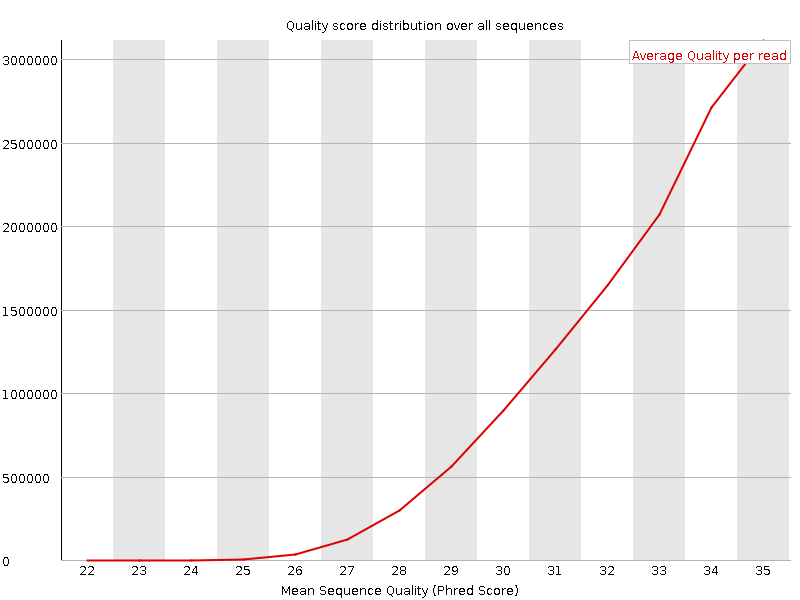 Quality score distribution over all sequences
Average Quality per read
3000000
2500000
2000000
1500000
1000000
500000
0
22 23 24 25 26 27 28 29 30 31 32 33 34 35
Mean Sequence Quality (Phred Score)